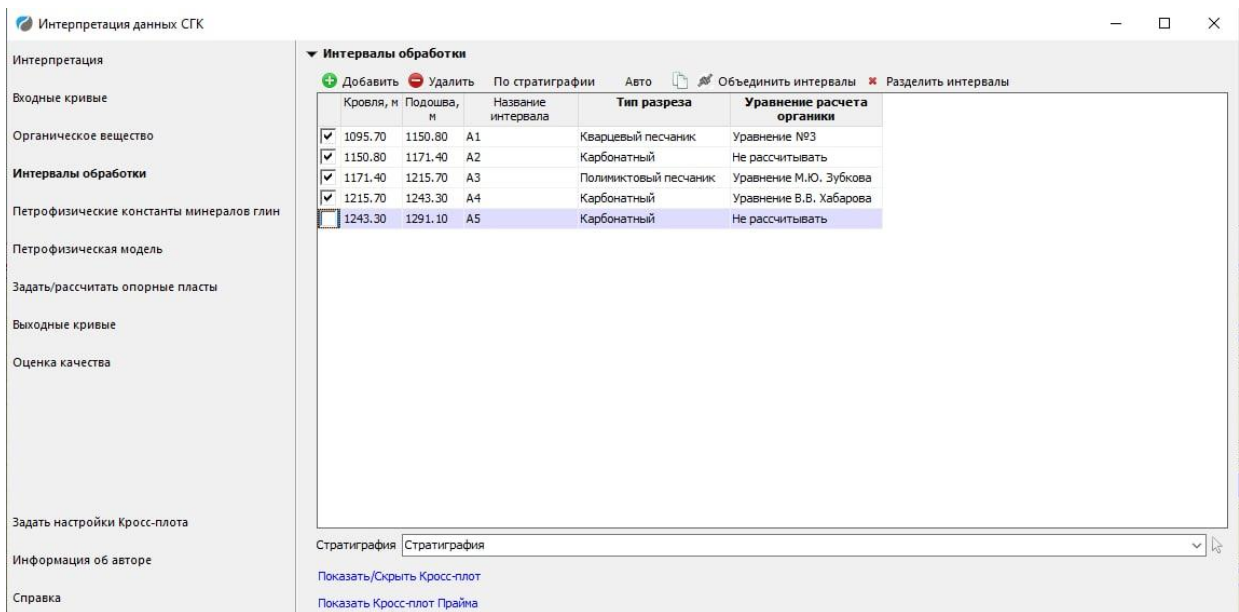 Интерпретация данных СГК
Интерпретация
Входные кривые
Органическое вещество
Интервалы обработки
Петрофизические константы минералов глин
Петрофизическая модель
Задать/рассчитать опорные пласты
Выходные кривые
Оценка качества
Задать настройки Кросс-плота
Информация об авторе
Справка
Интервалы обработки
Добавить Удалить По стратиграфии Авто Объединить интервалы Разделить интервалы
Кровля, м Подошва, м Название интервала Тип разреза Уравнение расчета органики
1095.70 1150.80 А1 Кварцевый песчаник Уравнение №3
1150.80 1171.40 А2 Карбонатный Не рассчитывать
1171.40 1215.70 А3 Полимиктовый песчаник Уравнение М.Ю. Зубкова
1215.70 1243.30 А4 Карбонатный Уравнение В.В. Хабарова
1243.30 1291.10 А5 Карбонатный Не рассчитывать
Стратиграфия Стратиграфия
Показать/Скрыть Кросс-плот
Показать Кросс-плот Прайма